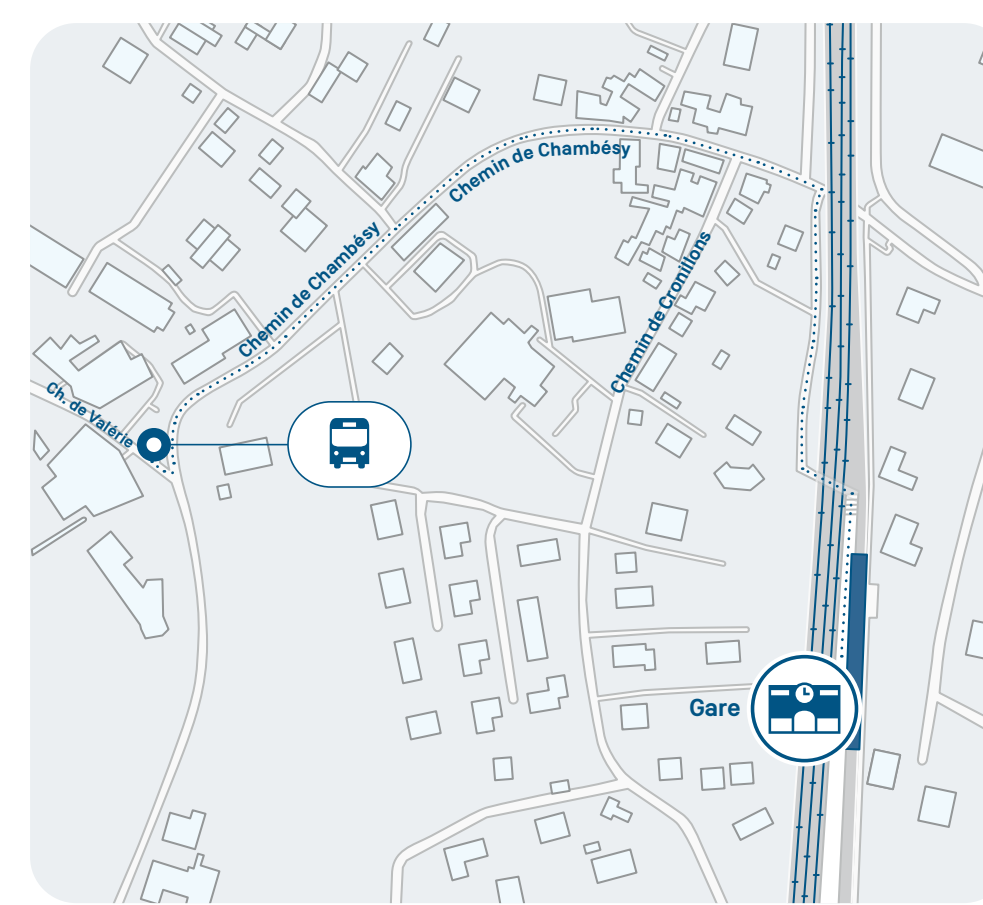 Chemin de Chambésy
Chemin de Chambésy
Chemin de Cronillons
Ch. de Valérie
Gare